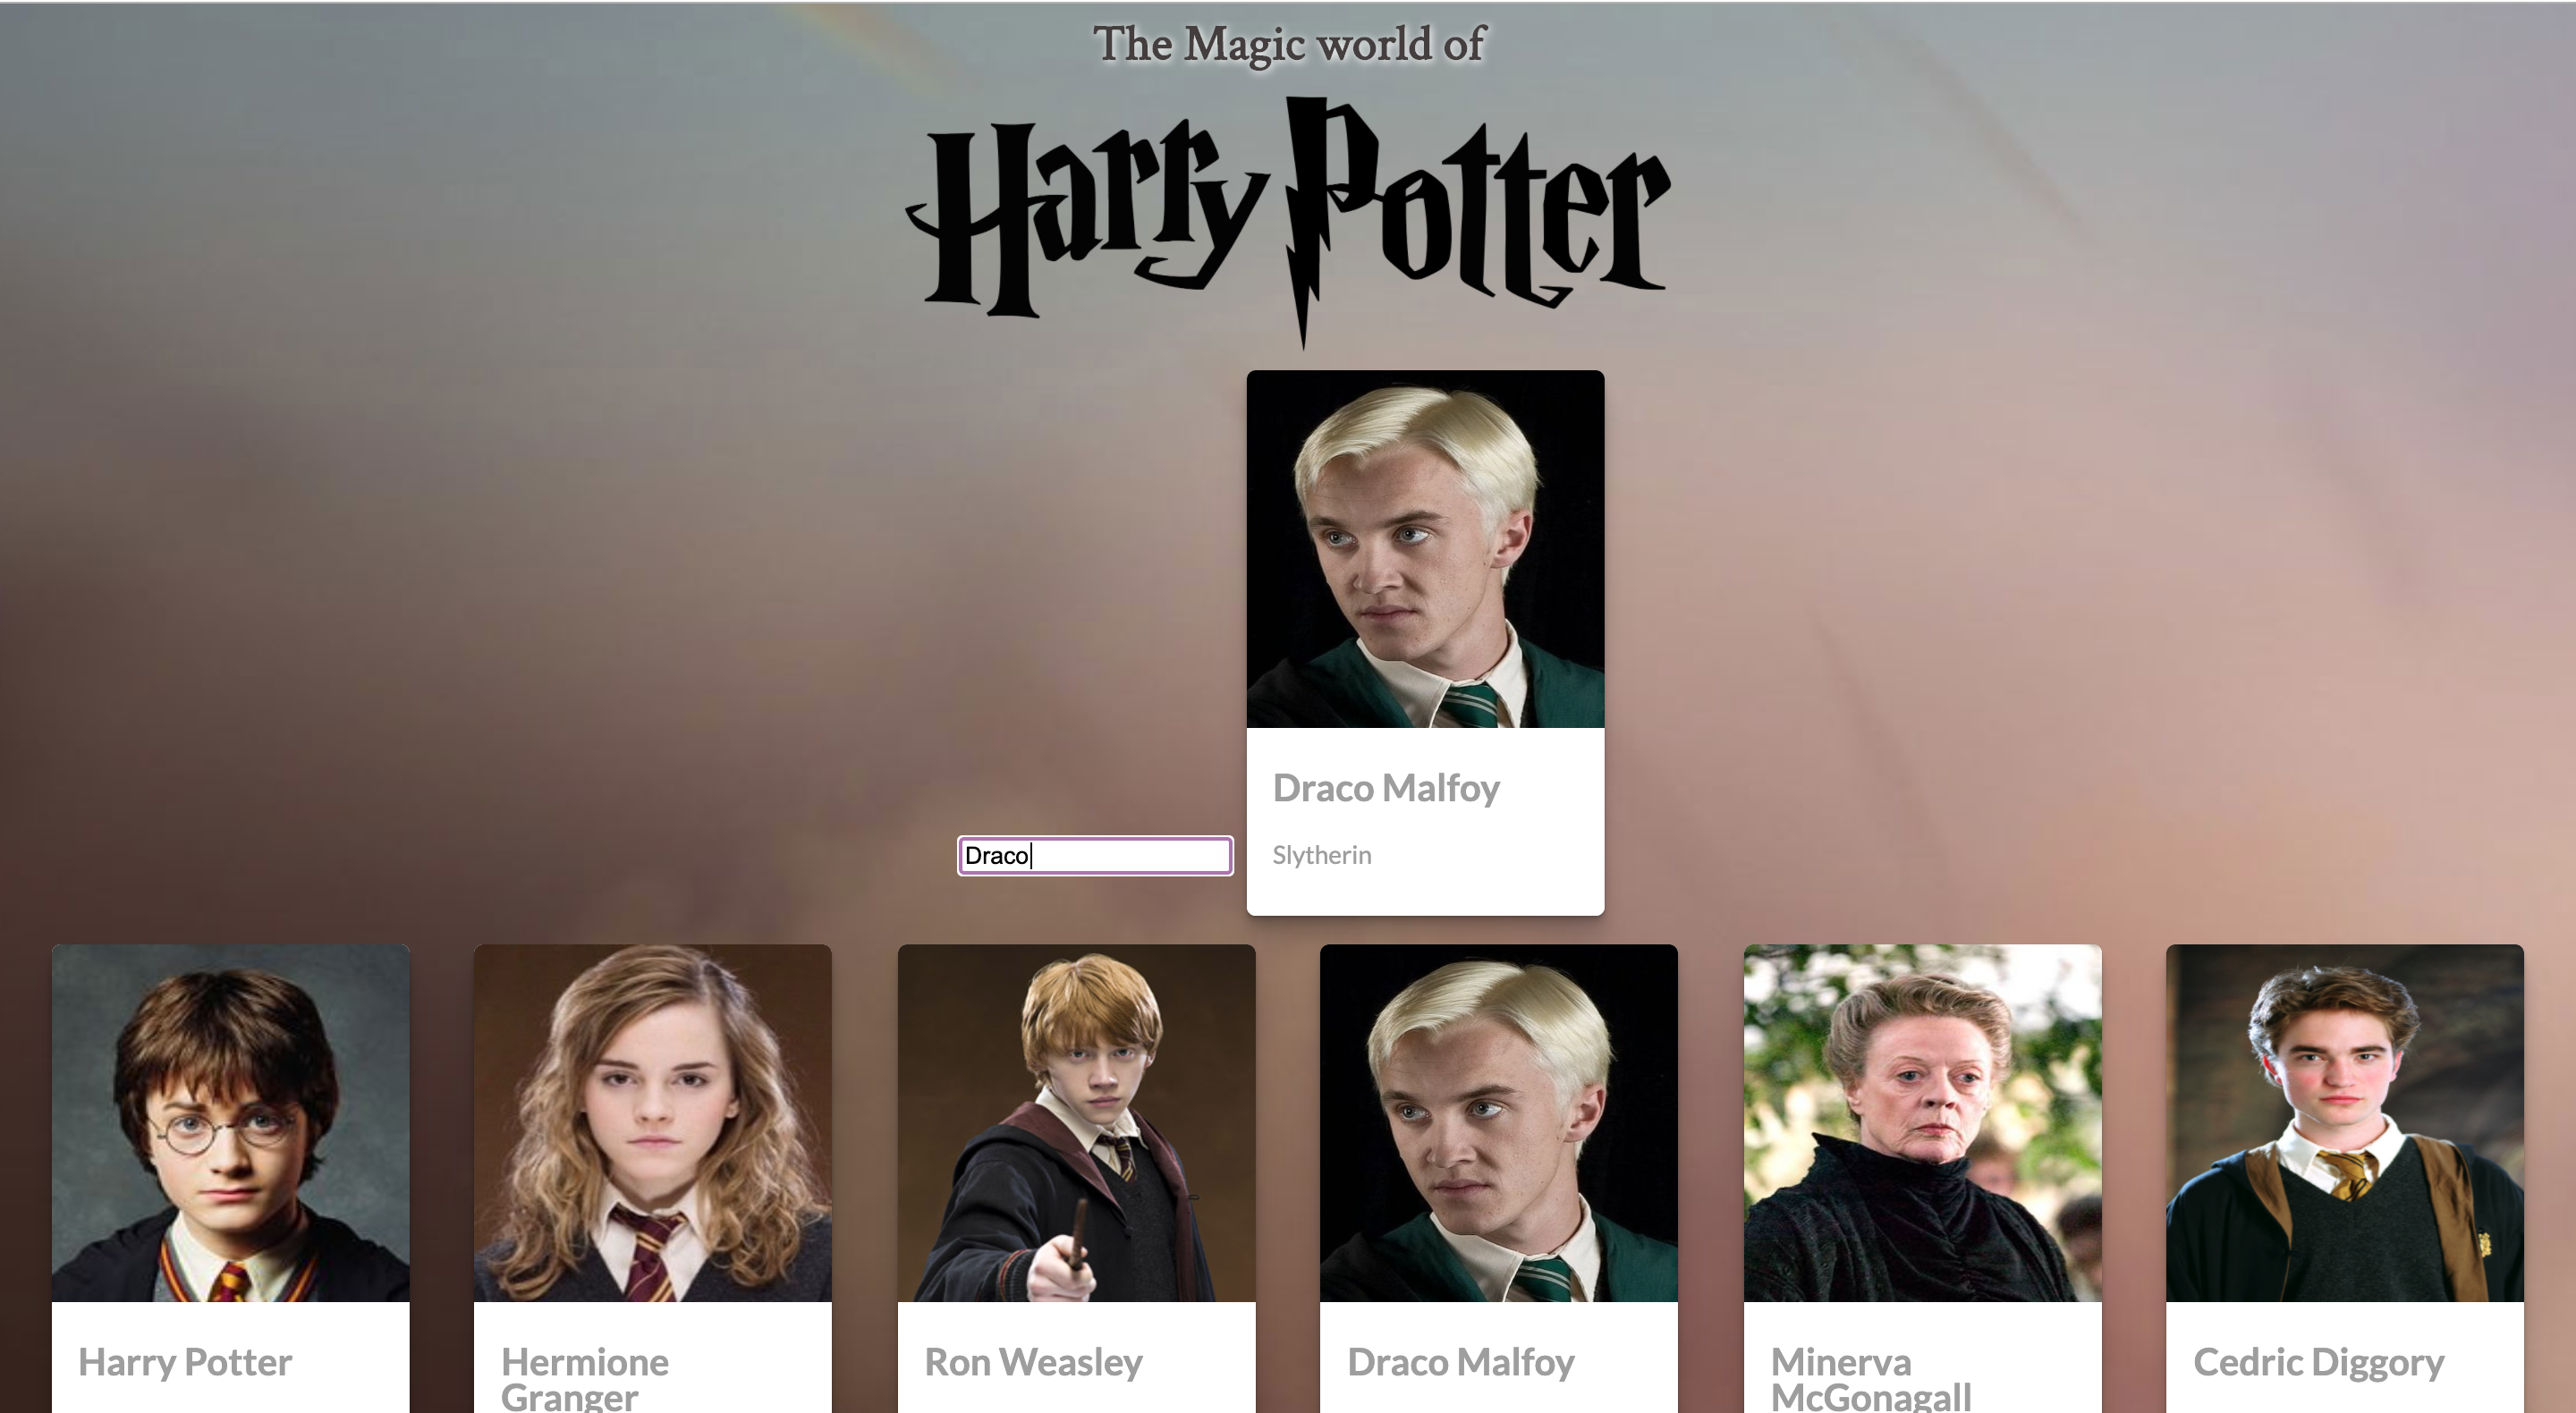 The Magic world of
Harry Potter
Draco Malfoy
Draco
Slytherin
Harry Potter
Hermione
Granger
Ron Weasley
Draco Malfoy
Minerva
McGonagall
Cedric Diggory